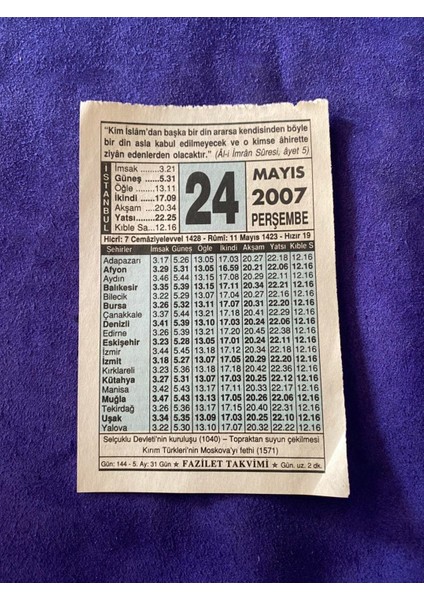 “Kim İslâm’dan başka bir din ararsa kendisinden böyle
bir din asla kabul edilmeyecek ve o kimse âhirette
ziyân edenlerden olacaktır.” (Âl-i İmrân Sûresi, âyet 5)
İSTANBUL
İmsak ........ 3.21
Güneş ...... 5.31
Öğle ........ 13.11
İkindi ...... 17.09
Akşam ... 20.34
Yatsı ....... 22.25
Kıble Sa... 12.16
24
MAYIS
2007
PERŞEMBE
Hicrî: 7 Cemâziyelevvel 1428 - Rûmî: 11 Mayıs 1423 - Hızır 19
Şehirler İmsak Güneş Öğle İkindi Akşam Yatsı Kıble S
Adapazarı 3.17 5.26 13.05 17.03 20.27 22.18 12.16
Afyon 3.29 5.31 13.05 16.59 20.21 22.06 12.16
Aydın 3.46 5.44 13.15 17.08 20.30 22.11 12.16
Balıkesir 3.35 5.39 13.15 17.11 20.34 22.21 12.16
Bilecik 3.22 5.29 13.07 17.04 20.27 22.16 12.16
Bursa 3.26 5.32 13.11 17.07 20.31 22.20 12.16
Çanakkale 3.37 5.44 13.21 17.18 20.42 22.31 12.16
Denizli 3.41 5.39 13.10 17.03 20.24 22.06 12.16
Edirne 3.26 5.39 13.21 17.20 20.45 22.38 12.16
Eskişehir 3.23 5.28 13.05 17.01 20.24 22.11 12.16
İzmir 3.44 5.45 13.18 17.12 20.34 22.18 12.16
İzmit 3.18 5.27 13.07 17.05 20.29 22.20 12.16
Kırklareli 3.23 5.36 13.18 17.18 20.43 22.36 12.16
Kütahya 3.27 5.31 13.07 17.03 20.25 22.12 12.16
Manisa 3.42 5.43 13.17 17.11 20.33 22.17 12.16
Muğla 3.47 5.43 13.13 17.05 20.26 22.06 12.16
Tekirdağ 3.26 5.36 13.16 17.15 20.39 22.30 12.16
Uşak 3.34 5.35 13.09 17.03 20.25 22.10 12.16
Yalova 3.22 5.30 13.10 17.07 20.32 22.22 12.16
Selçuklu Devleti’nin kuruluşu (1040) – Topraktan suyun çekilmesi
Kırım Türkleri’nin Moskova’yı fethi (1571)
Gün: 144 - 5. Ay: 31 Gün ★ FAZİLET TAKVİMİ ★ Gün. uz. 2 dk.